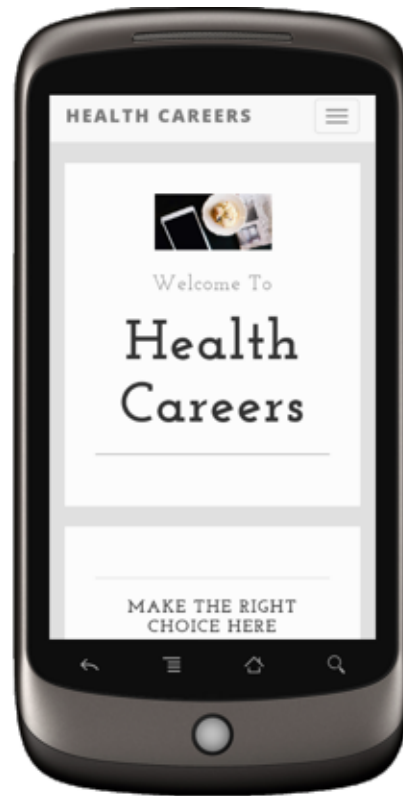 HEALTH CAREERS
Welcome To
Health
Careers
MAKE THE RIGHT
CHOICE HERE